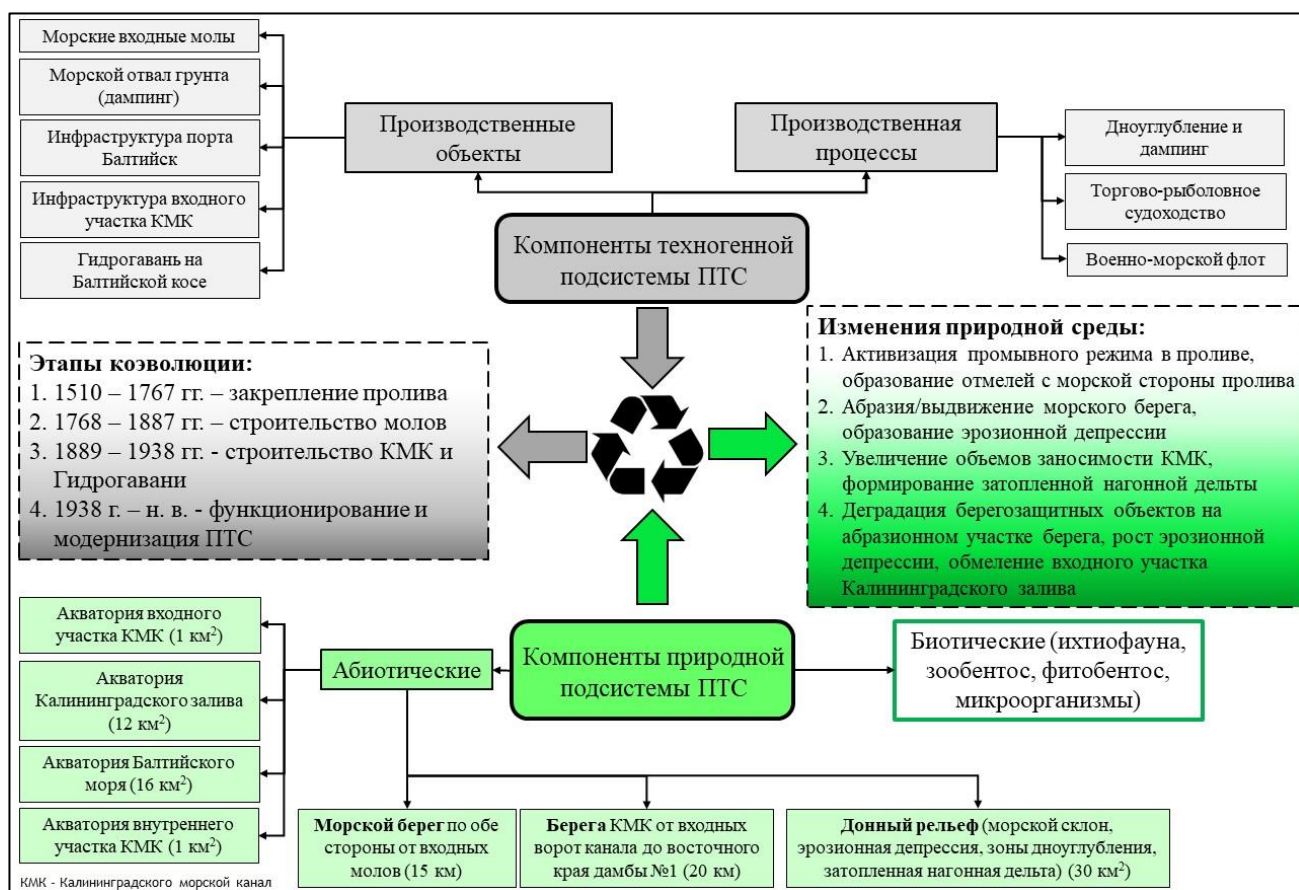 Морские входные молы
Морской отвал грунта
(дампинг)
Инфраструктура порта
Балтийск
Инфраструктура входного
участка КМК
Гидрогавань на
Балтийской косе
Производственные
объекты
Производственная
процессы
Дноуглубление и
дампинг
Торгово-рыболовное
судоходство
Военно-морской флот
Компоненты техногенной
подсистемы ПТС
Этапы коэволюции:
1. 1510 – 1767 гг. – закрепление пролива
2. 1768 – 1887 гг. – строительство молов
3. 1889 – 1938 гг. - строительство КМК и
Гидрогавани
4. 1938 г. – н. в. - функционирование и
модернизация ПТС
Изменения природной среды:
1. Активизация промывного режима в проливе,
образование отмелей с морской стороны пролива
2. Абразия/выдвижение морского берега,
образование эрозионной депрессии
3. Увеличение объемов заносимости КМК,
формирование затопленной нагонной дельты
4. Деградация берегозащитных объектов на
абразионном участке берега, рост эрозионной
депрессии, обмеление входного участка
Калининградского залива
Акватория входного
участка КМК (1 км²)
Акватория
Калининградского залива
(12 км²)
Акватория Балтийского
моря (16 км²)
Акватория внутреннего
участка КМК (1 км²)
Абиотические
Компоненты природной
подсистемы ПТС
Биотические (ихтиофауна,
зообентос, фитобентос,
микроорганизмы)
Морской берег по обе
стороны от входных
молов (15 км)
Берега КМК от входных
ворот канала до восточного
края дамбы №1 (20 км)
Донный рельеф (морской склон,
эрозионная депрессия, зоны дноуглубления,
затопленная нагонная дельта) (30 км²)
КМК - Калининградского морской канал